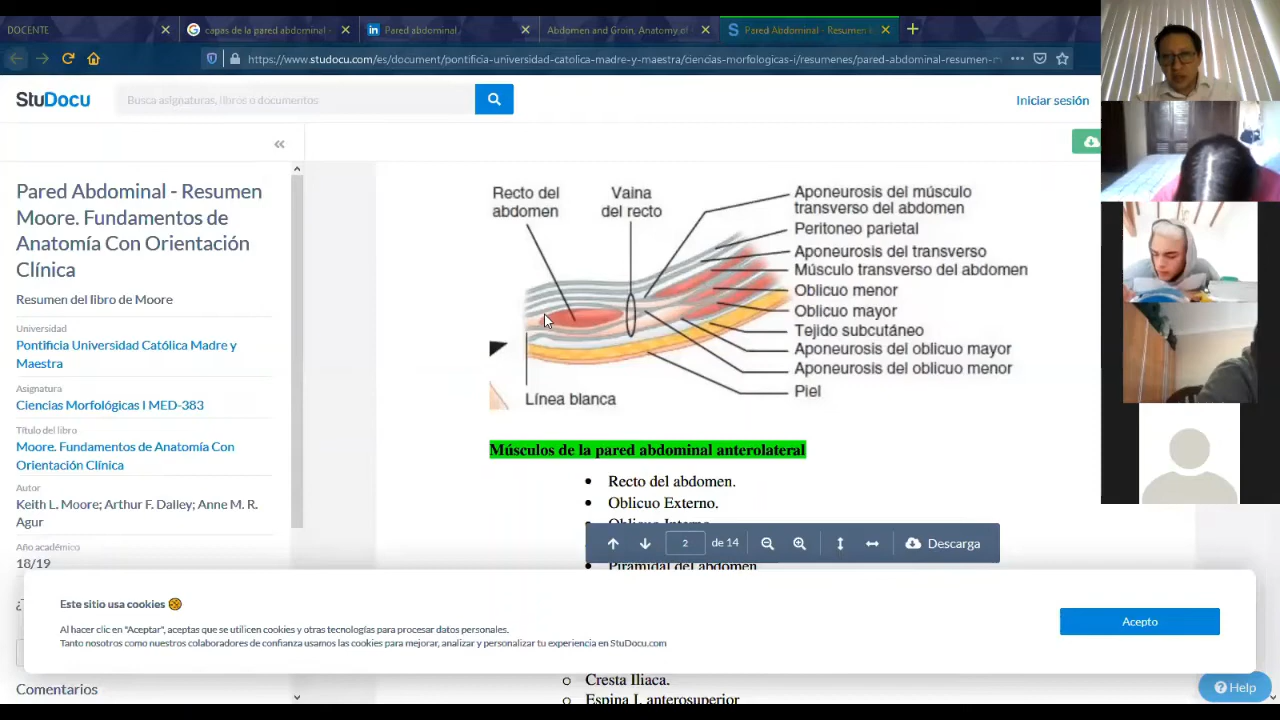 DOCENTE
capas de la pared abdominal -
Pared abdominal.
Abdomen and Groin, Anatomy,of
Pared Abdominal - Resumen
https://www.studocu.com/es/document/pontificia-universidad-catolica-madre-y-maestra/ciencias-morfologicas-i/resumenes/pared-abdominal-resumen-m
StuDocu
Busca asignaturas, libros o documentos
Iniciar sesión
Pared Abdominal - Resumen
Moore. Fundamentos de
Anatomía Con Orientación
Clínica
Resumen del libro de Moore
Universidad
Pontificia Universidad Católica Madre y
Maestra
Asignatura
Ciencias Morfológicas I MED-383
Título del libro
Moore. Fundamentos de Anatomía Con
Orientación Clínica
Autor
Keith L. Moore; Arthur F. Dalley; Anne M. R.
Agur
Año académico
18/19
Comentarios
Recto del
abdomen
Vaina
del recto
Aponeurosis del músculo
transverso del abdomen
Peritoneo parietal
Aponeurosis del transverso
Músculo transverso del abdomen
Oblicuo menor
Oblicuo mayor
Tejido subcutáneo
Aponeurosis del oblicuo mayor
Aponeurosis del oblicuo menor
Piel
Línea blanca
Músculos de la pared abdominal anterolateral
• Recto del abdomen.
• Oblicuo Externo.
• Oblicuo Interno.
2 de 14 Descarga
• Piramidal del abdomen
Este sitio usa cookies
Al hacer clic en "Aceptar", aceptas que se utilicen cookies y otras tecnologías para procesar datos personales.
Tanto nosotros como nuestros colaboradores de confianza usamos las cookies para mejorar, analizar y personalizar tu experiencia en StuDocu.com
Acepto
o Cresta Iliaca.
o Espina I. anterosuperior
Help